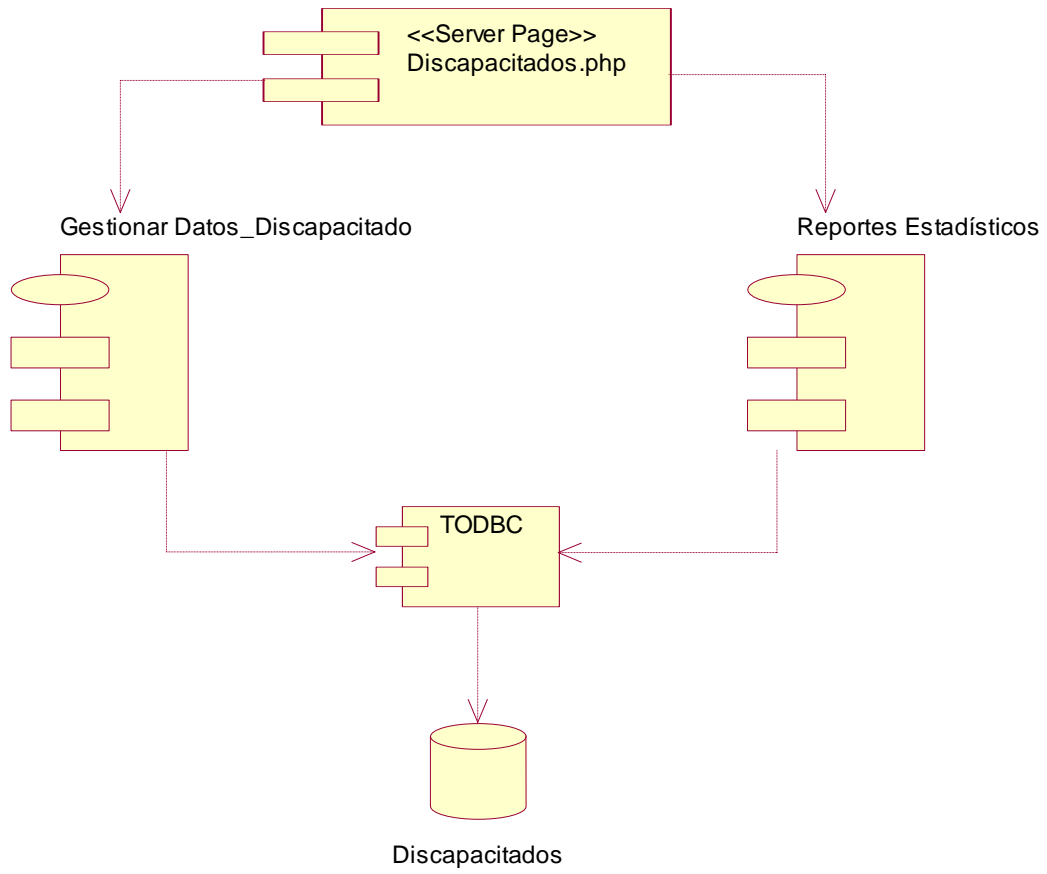 <<Server Page>>
Discapacitados.php
Gestionar Datos_Discapacitado
Reportes Estadísticos
TODBC
Discapacitados